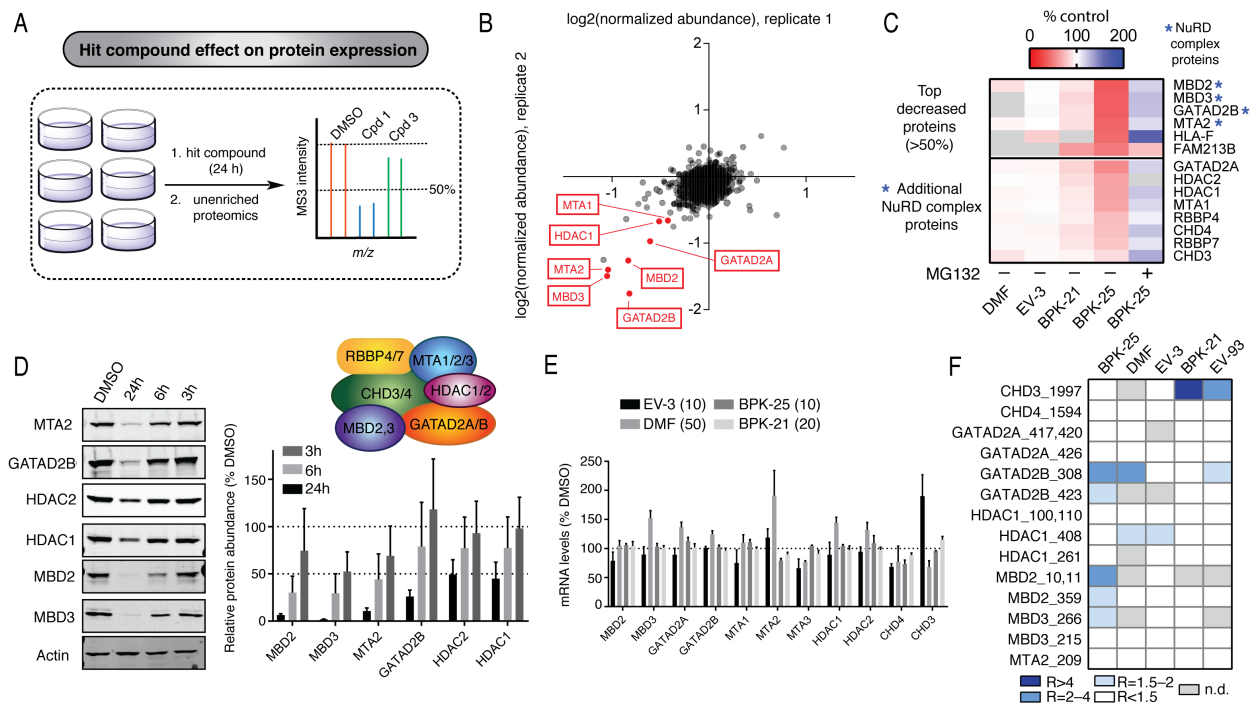 A
Hit compound effect on protein expression
1. hit compound
(24 h)
2. unenriched
proteomics
MS3 intensity
DMSO
Cpd 1
Cpd 3
50%
m/z
B
log2(normalized abundance), replicate 1
log2(normalized abundance), replicate 2
2
1
-1
1
-1
-2
MTA1
HDAC1
MTA2
MBD3
MBD2
GATAD2A
GATAD2B
C
% control
0 100 200
* NuRD
complex
proteins
Top
decreased
proteins
(>50%)
* Additional
NuRD complex
proteins
MBD2 *
MBD3 *
GATAD2B *
MTA2 *
HLA-F
FAM213B
GATAD2A
HDAC2
HDAC1
MTA1
RBBP4
CHD4
RBBP7
CHD3
MG132 – – – – +
DMF
EV-3
BPK-21
BPK-25
BPK-25
D
DMSO
24h
6h
3h
MTA2
GATAD2B
HDAC2
HDAC1
MBD2
MBD3
Actin
RBBP4/7
MTA1/2/3
CHD3/4
HDAC1/2
MBD2,3
GATAD2A/B
Relative protein abundance (% DMSO)
3h
6h
24h
150
100
50
0
MBD2
MBD3
MTA2
GATAD2B
HDAC2
HDAC1
E
EV-3 (10)
BPK-25 (10)
DMF (50)
BPK-21 (20)
mRNA levels (% DMSO)
250
200
150
100
50
0
MBD2
MBD3
GATAD2A
GATAD2B
MTA1
MTA2
MTA3
HDAC1
HDAC2
CHD4
CHD3
F
BPK-25
DMF
EV-3
BPK-21
EV-93
CHD3_1997
CHD4_1594
GATAD2A_417,420
GATAD2A_426
GATAD2B_308
GATAD2B_423
HDAC1_100,110
HDAC1_408
HDAC1_261
MBD2_10,11
MBD2_359
MBD3_266
MBD3_215
MTA2_209
R>4
R=1.5–2
n.d.
R=2–4
R<1.5